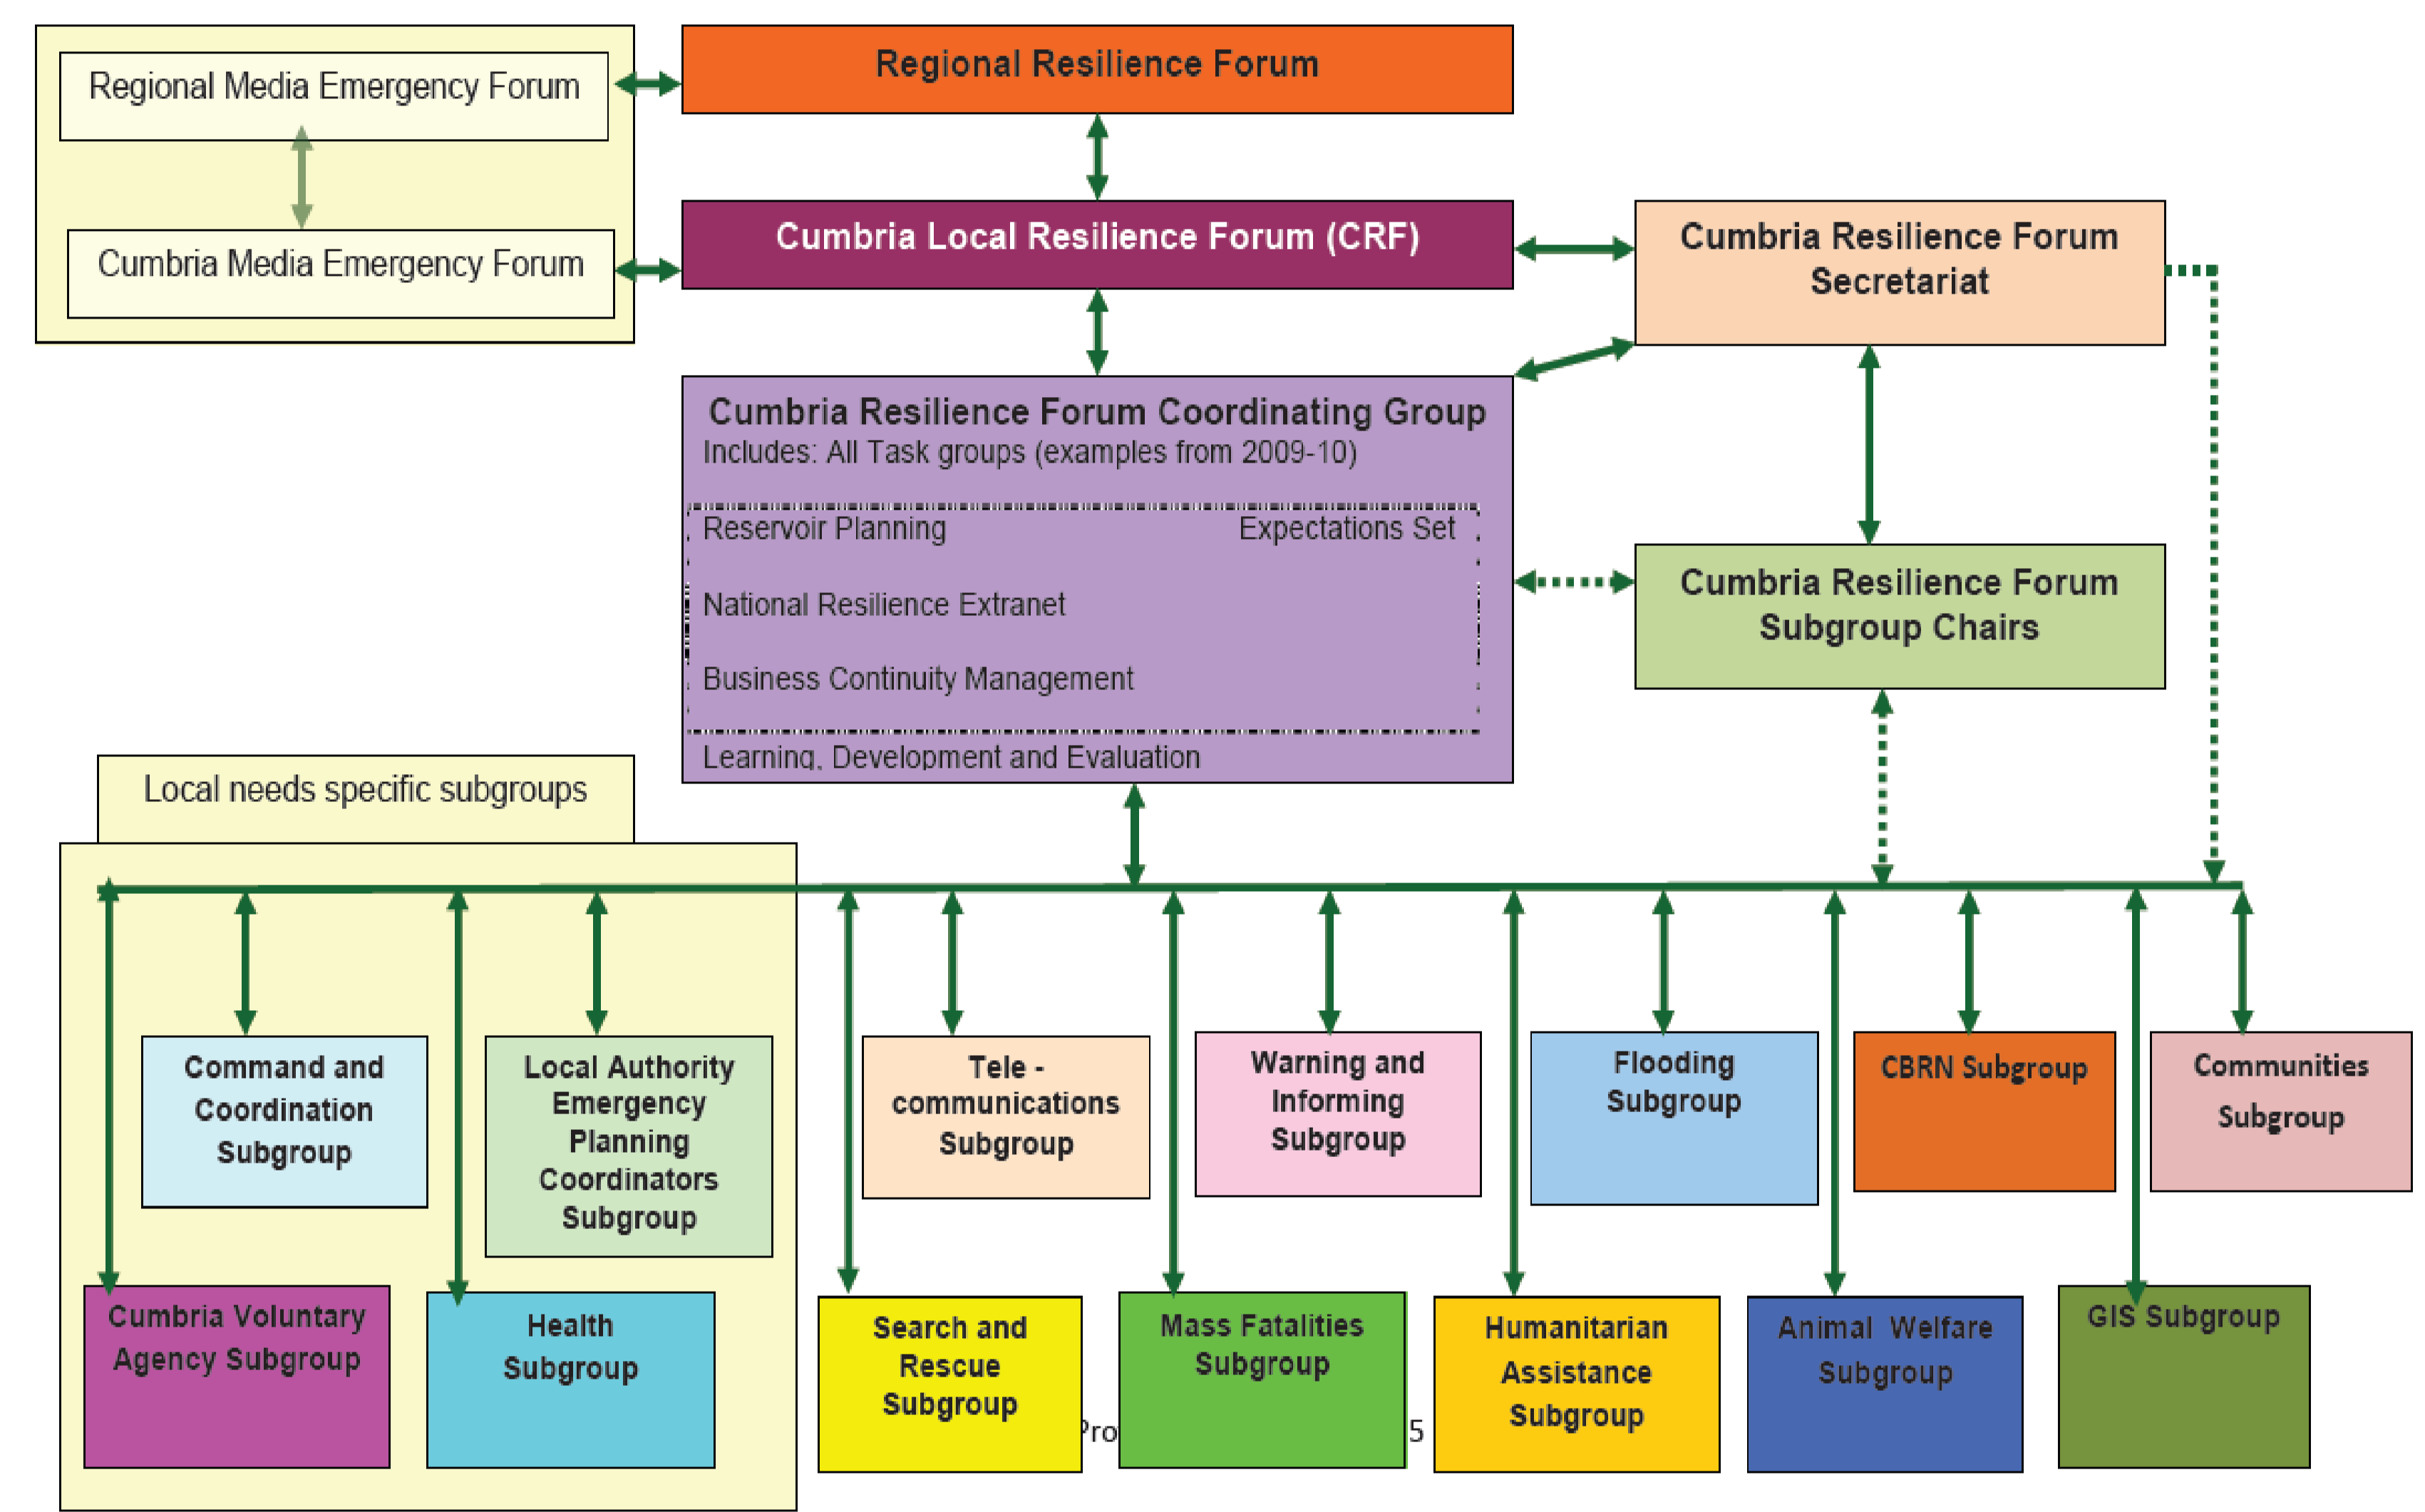 Regional Media Emergency Forum
Regional Resilience Forum
Cumbria Media Emergency Forum
Cumbria Local Resilience Forum (CRF)
Cumbria Resilience Forum
Secretariat
Cumbria Resilience Forum Coordinating Group
Includes: All Task groups (examples from 2009-10)
Reservoir Planning Expectations Set
National Resilience Extranet
Business Continuity Management
Learning, Development and Evaluation
Cumbria Resilience Forum
Subgroup Chairs
Local needs specific subgroups
Command and
Coordination
Subgroup
Local Authority
Emergency
Planning
Coordinators
Subgroup
Tele -
communications
Subgroup
Warning and
Informing
Subgroup
Flooding
Subgroup
CBRN Subgroup
Communities
Subgroup
Cumbria Voluntary
Agency Subgroup
Health
Subgroup
Search and
Rescue
Subgroup
Mass Fatalities
Subgroup
Humanitarian
Assistance
Subgroup
Animal Welfare
Subgroup
GIS Subgroup
5